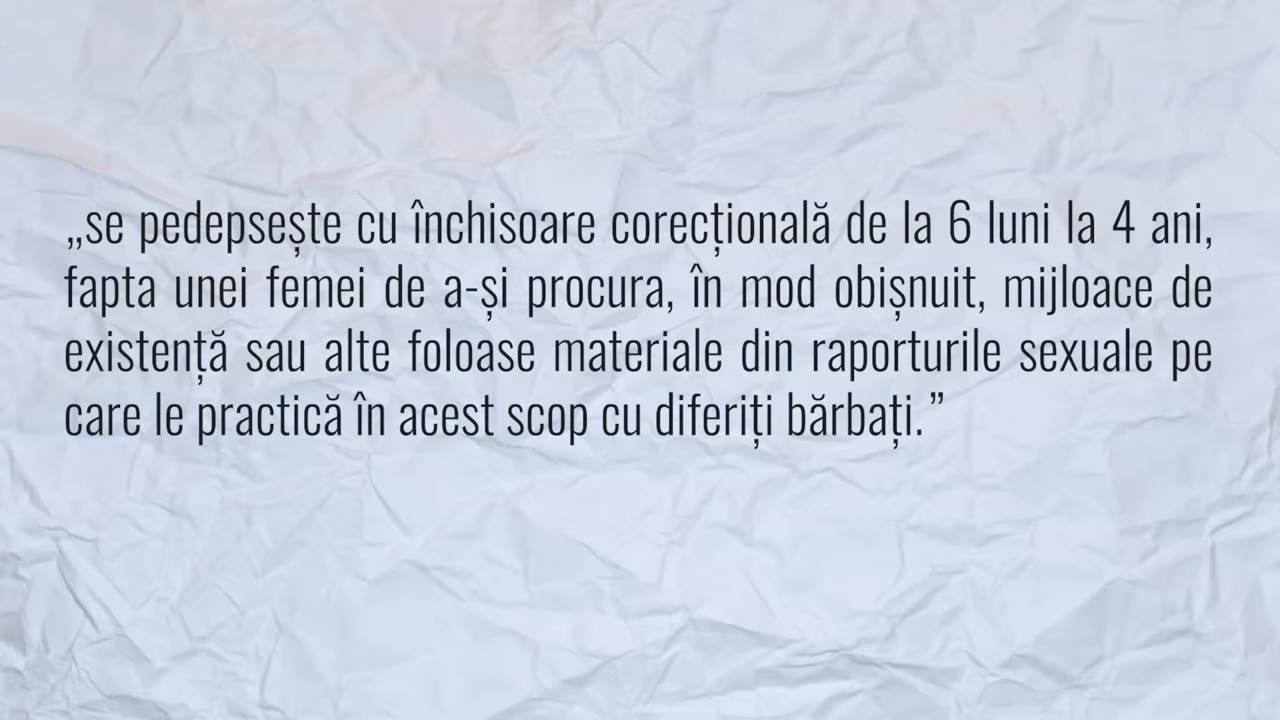 „se pedepsește cu închisoare corecțională de la 6 luni la 4 ani,
fapta unei femei de a-și procura, în mod obișnuit, mijloace de
existență sau alte foloase materiale din raporturile sexuale pe
care le practică în acest scop cu diferiți bărbați.”